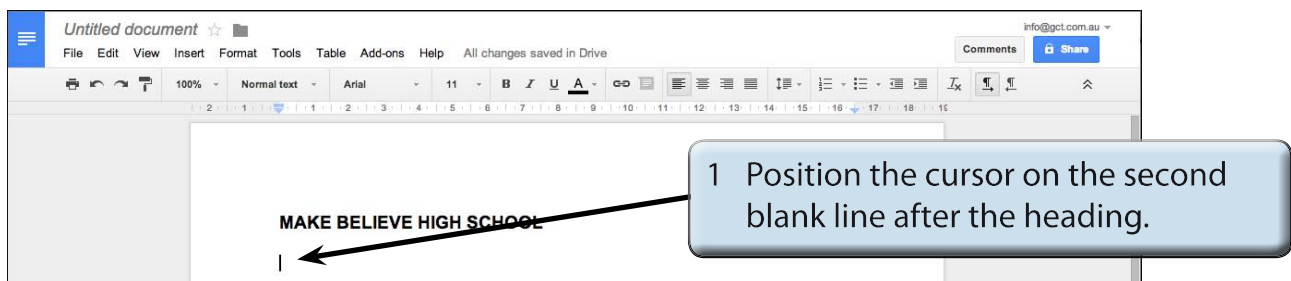 Untitled document
info@gct.com.au
File Edit View Insert Format Tools Table Add-ons Help All changes saved in Drive
Comments Share
100% Normal text Arial 11 B I U A
2 1 1 2 3 4 5 6 7 8 9 10 11 12 13 14 15 16 17 18 19
1 Position the cursor on the second
blank line after the heading.
MAKE BELIEVE HIGH SCHOOL